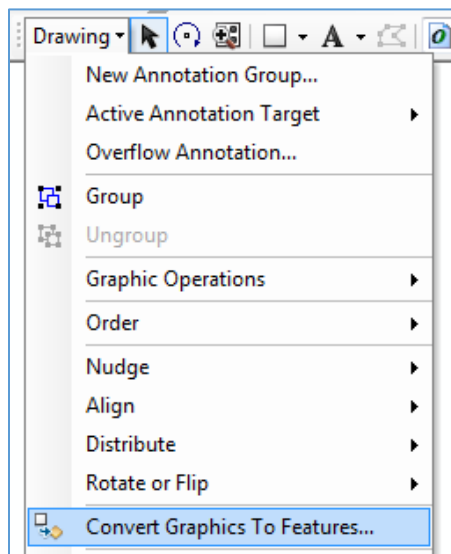 Drawing A
New Annotation Group...
Active Annotation Target
Overflow Annotation...
Group
Ungroup
Graphic Operations
Order
Nudge
Align
Distribute
Rotate or Flip
Convert Graphics To Features...